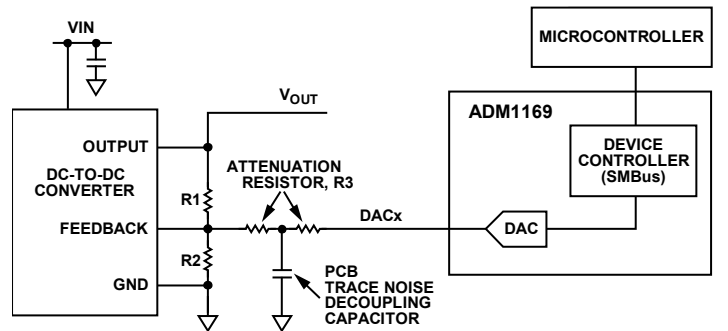 VIN
MICROCONTROLLER
VOUT
ADM1169
OUTPUT
DC-TO-DC
CONVERTER
ATTENUATION
RESISTOR, R3
DEVICE
CONTROLLER
(SMBus)
R1
FEEDBACK
DACx
DAC
R2
GND
PCB
TRACE NOISE
DECOUPLING
CAPACITOR